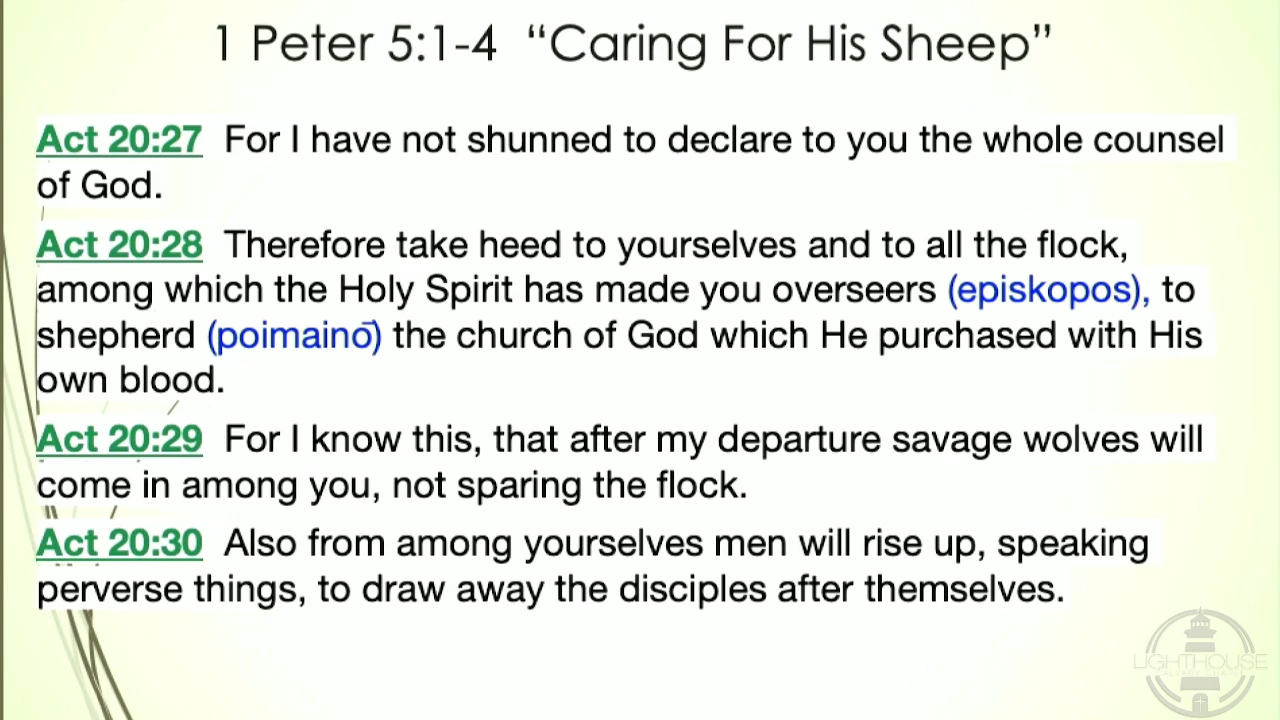 1 Peter 5:1-4 “Caring For His Sheep”
Act 20:27 For I have not shunned to declare to you the whole counsel
of God.
Act 20:28 Therefore take heed to yourselves and to all the flock,
among which the Holy Spirit has made you overseers (episkopos), to
shepherd (poimainō) the church of God which He purchased with His
own blood.
Act 20:29 For I know this, that after my departure savage wolves will
come in among you, not sparing the flock.
Act 20:30 Also from among yourselves men will rise up, speaking
perverse things, to draw away the disciples after themselves.
LIGHTHOUSE
CALVARY CHAPEL